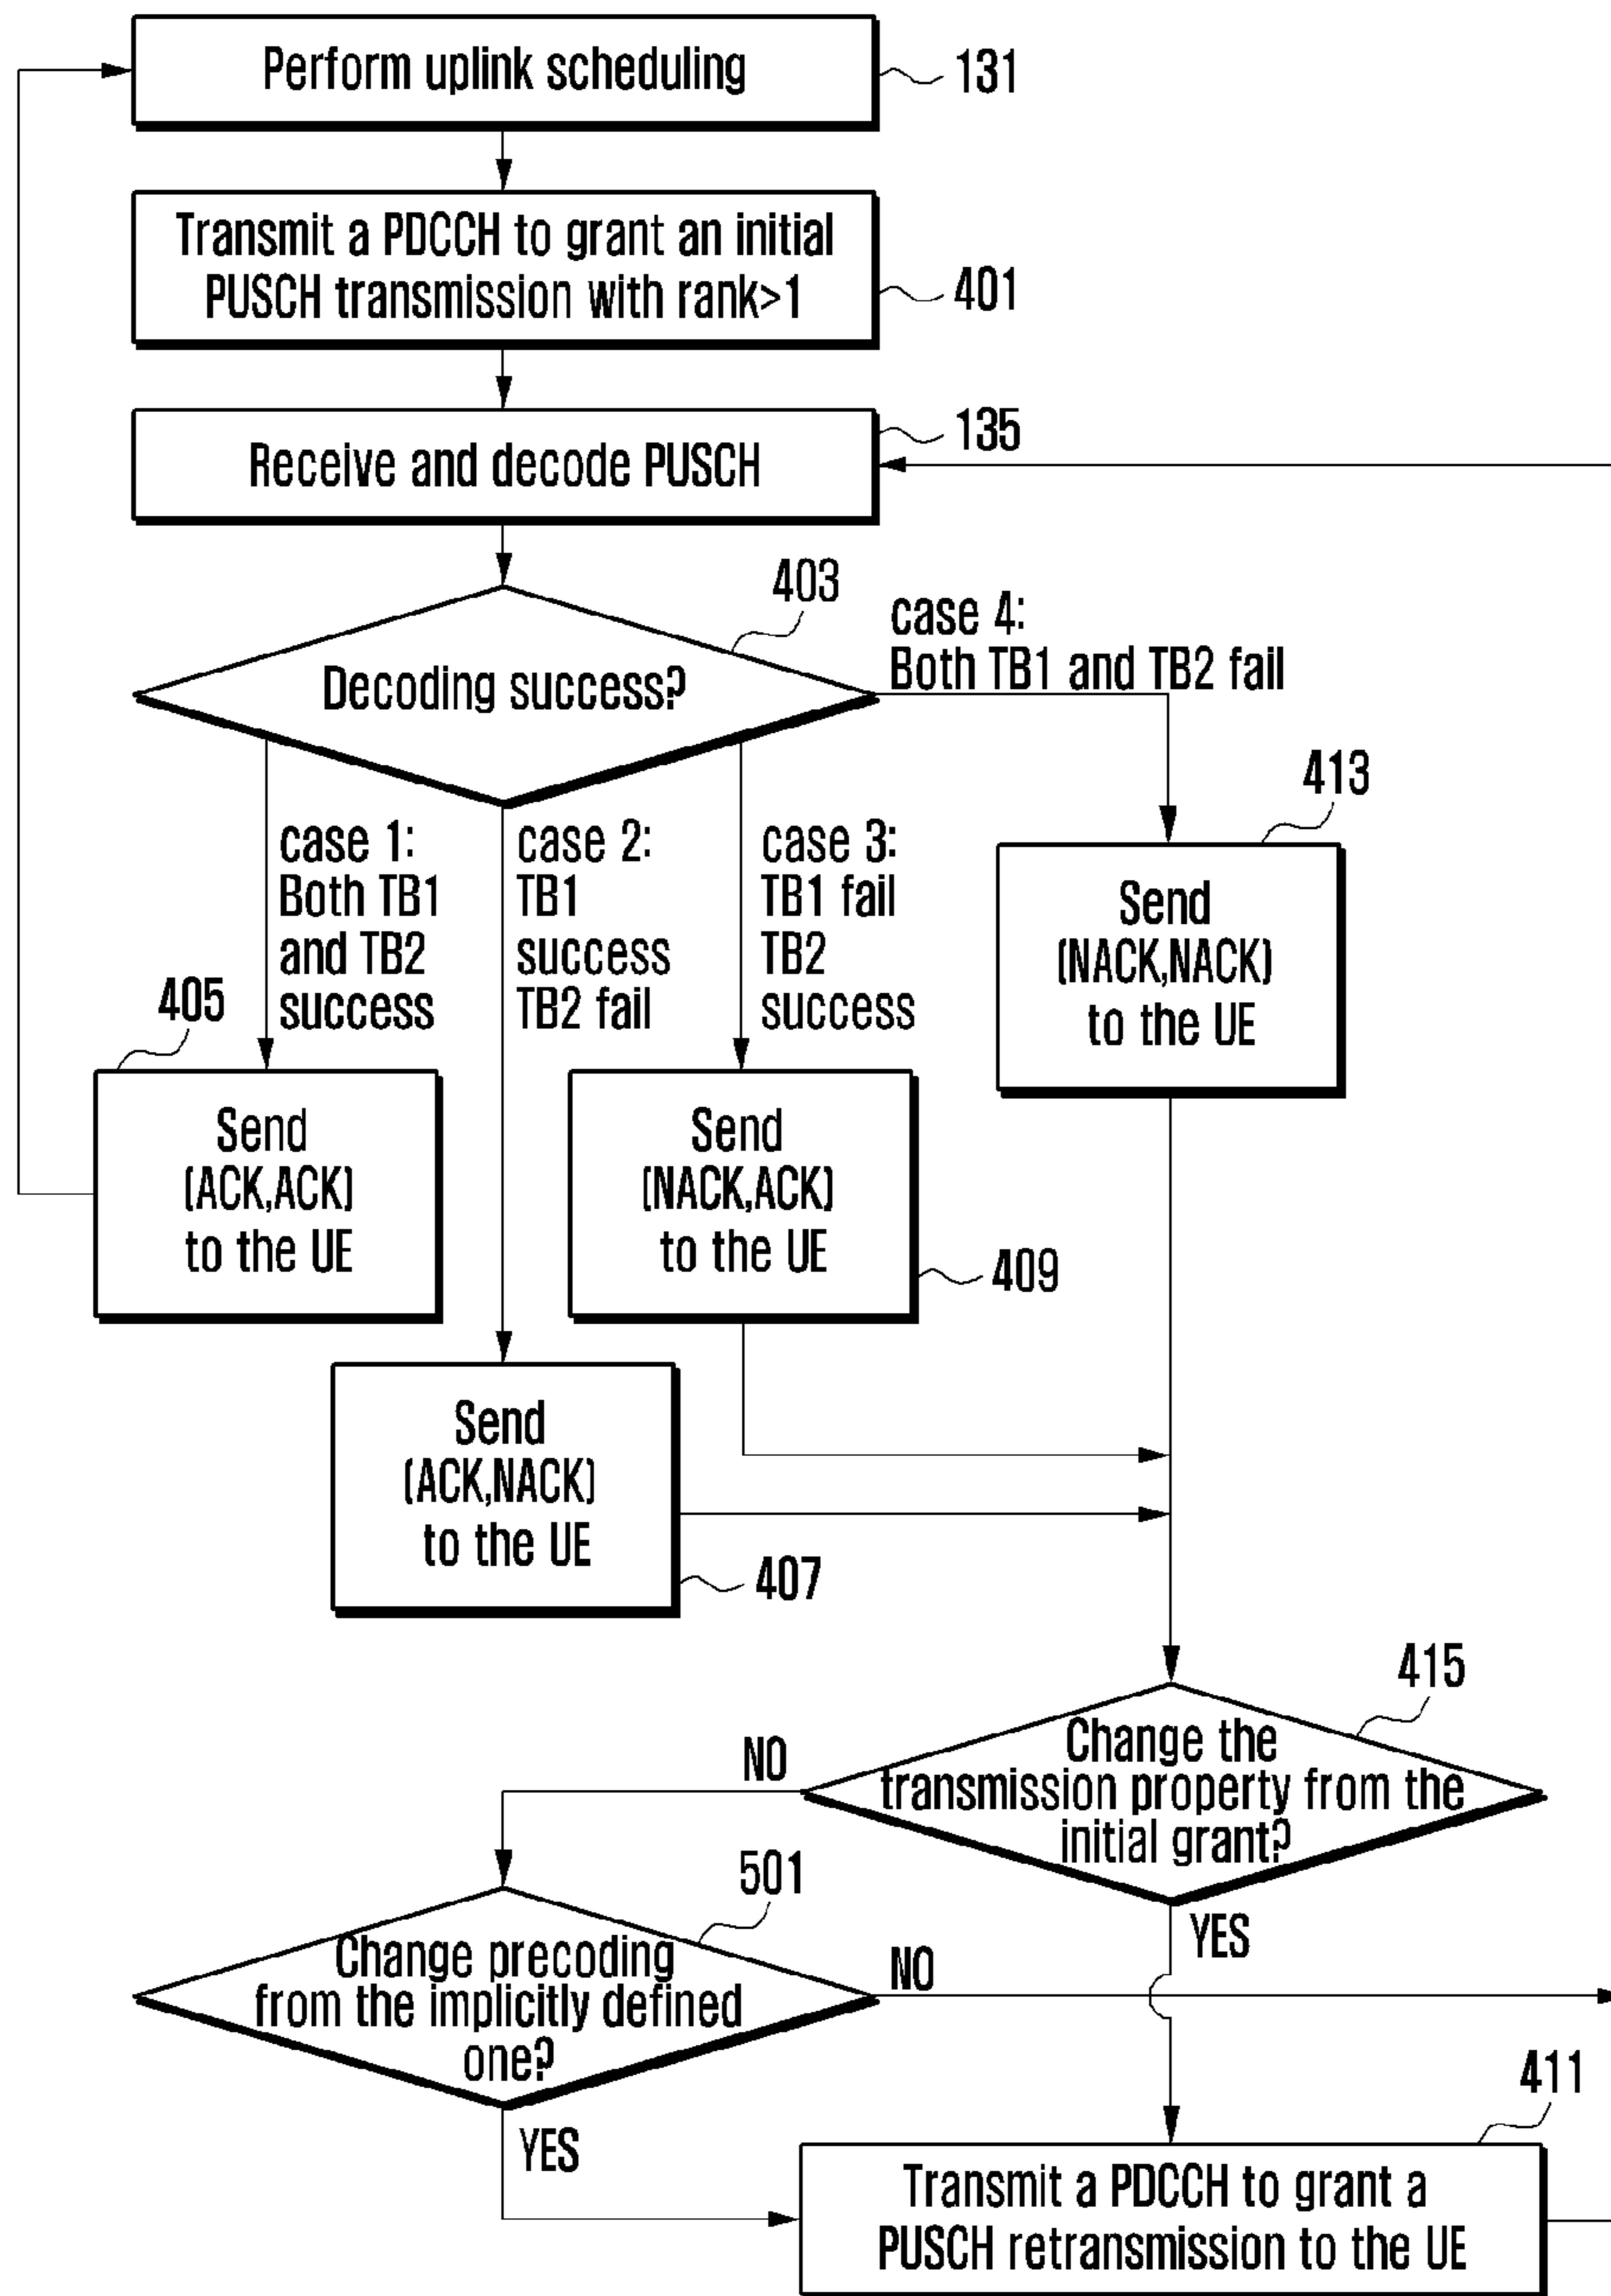 Perform uplink scheduling
131
Transmit a PDCCH to grant an initial
PUSCH transmission with rank>1
401
135
Receive and decode PUSCH
403
Decoding success?
case 4:
Both TB1 and TB2 fail
413
Send
(NACK,NACK)
to the UE
case 1:
Both TB1
and TB2
success
case 2:
TB1
success
TB2 fail
case 3:
TB1 fail
TB2
success
405
Send
(ACK,ACK)
to the UE
Send
(NACK,ACK)
to the UE
409
Send
(ACK,NACK)
to the UE
407
415
Change the
transmission property from the
initial grant?
NO
YES
501
Change precoding
from the implicitly defined
one?
NO
YES
411
Transmit a PDCCH to grant a
PUSCH retransmission to the UE